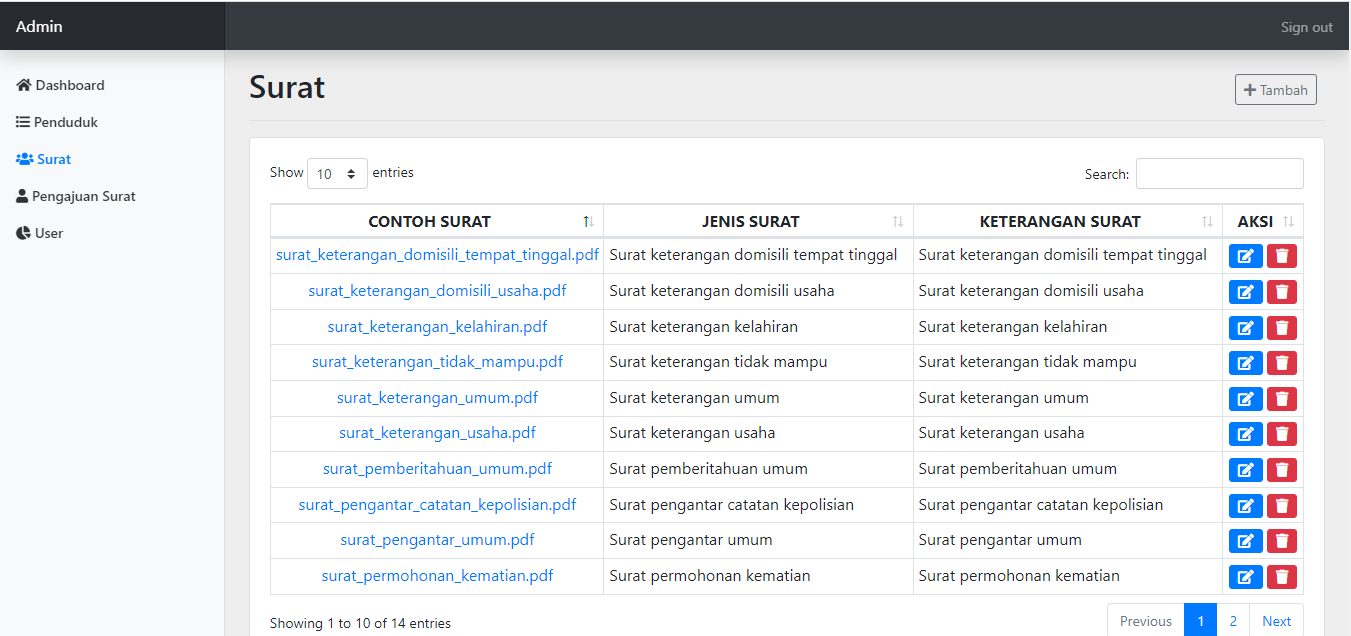 Admin
Sign out
Dashboard
Penduduk
Surat
Pengajuan Surat
User
Surat
Tambah
Show 10 entries
Search:
CONTOH SURAT JENIS SURAT KETERANGAN SURAT AKSI
surat_keterangan_domisili_tempat_tinggal.pdf Surat keterangan domisili tempat tinggal Surat keterangan domisili tempat tinggal
surat_keterangan_domisili_usaha.pdf Surat keterangan domisili usaha Surat keterangan domisili usaha
surat_keterangan_kelahiran.pdf Surat keterangan kelahiran Surat keterangan kelahiran
surat_keterangan_tidak_mampu.pdf Surat keterangan tidak mampu Surat keterangan tidak mampu
surat_keterangan_umum.pdf Surat keterangan umum Surat keterangan umum
surat_keterangan_usaha.pdf Surat keterangan usaha Surat keterangan usaha
surat_pemberitahuan_umum.pdf Surat pemberitahuan umum Surat pemberitahuan umum
surat_pengantar_catatan_kepolisian.pdf Surat pengantar catatan kepolisian Surat pengantar catatan kepolisian
surat_pengantar_umum.pdf Surat pengantar umum Surat pengantar umum
surat_permohonan_kematian.pdf Surat permohonan kematian Surat permohonan kematian
Showing 1 to 10 of 14 entries
Previous 1 2 Next